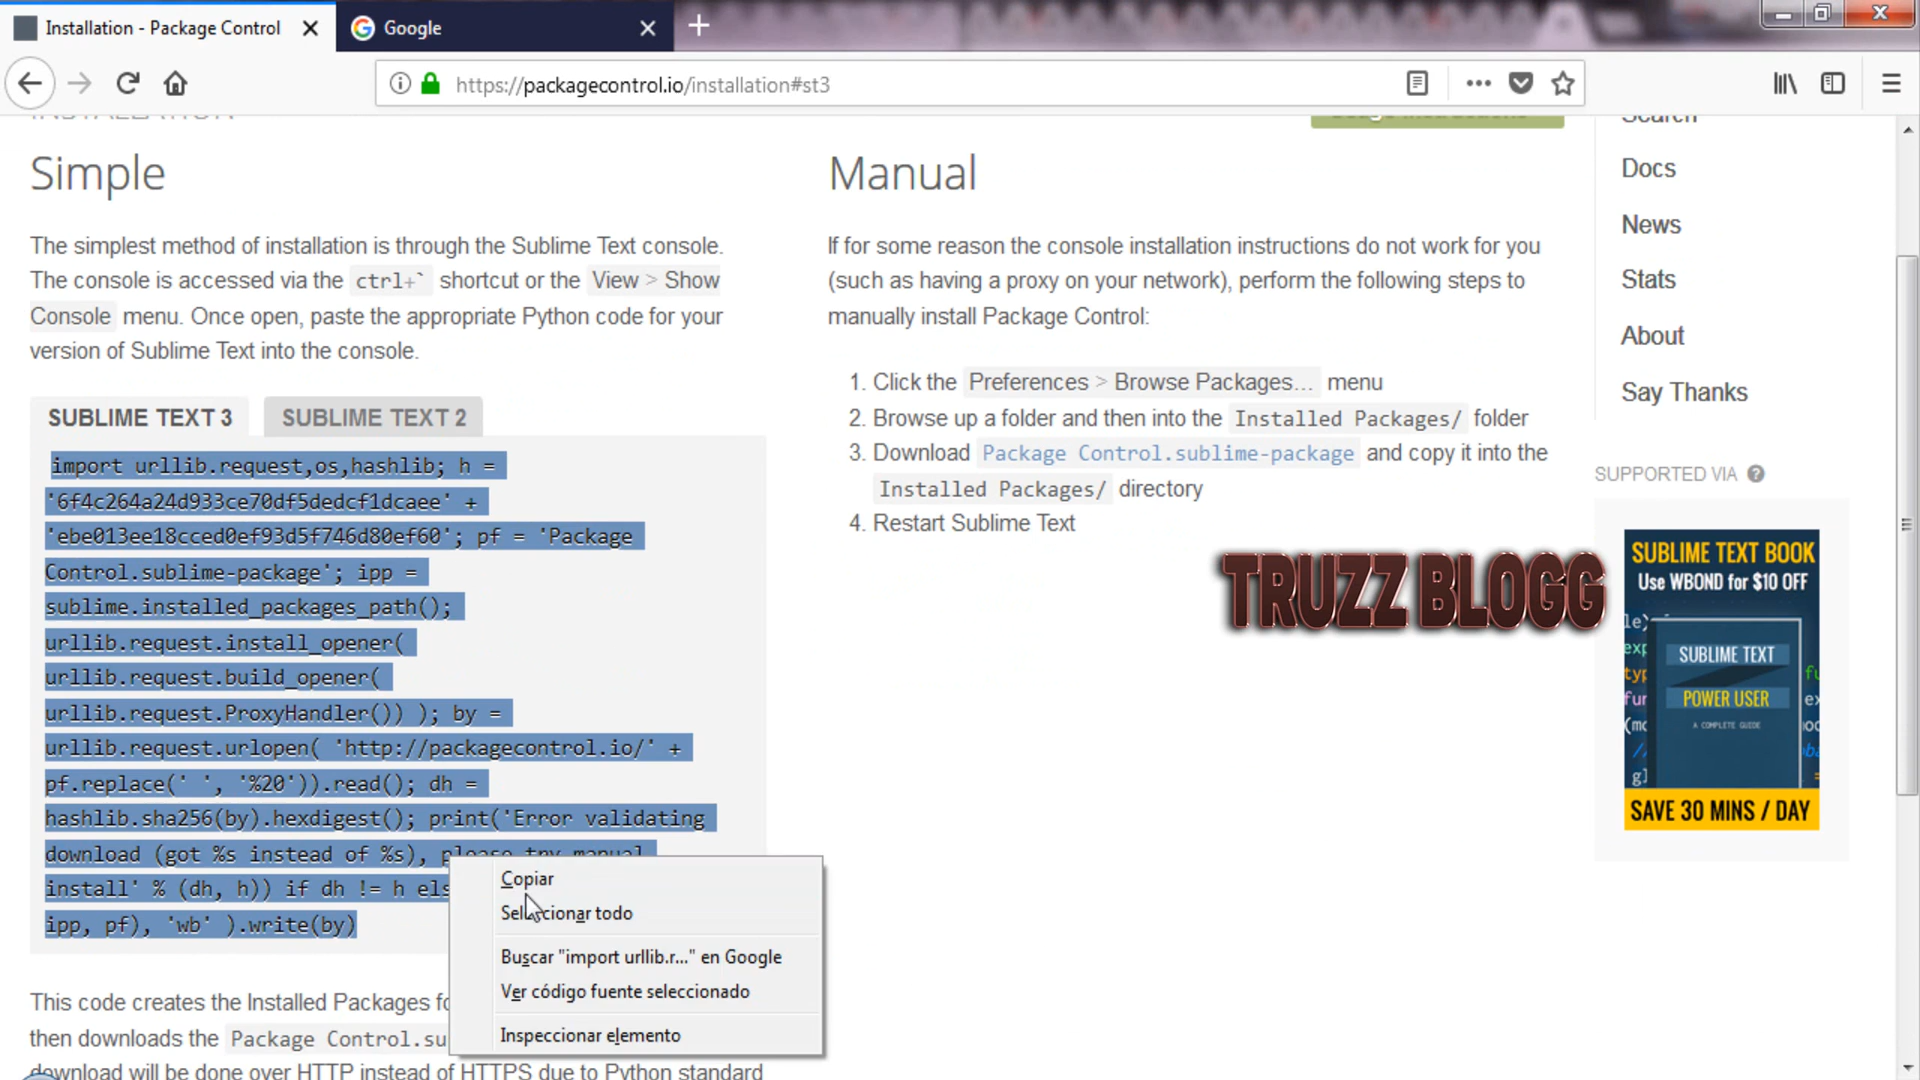 Installation - Package Control
Google
https://packagecontrol.io/installation#st3
INSTALLATION
Search
Simple
Manual
Docs
The simplest method of installation is through the Sublime Text console.
The console is accessed via the ctrl+` shortcut or the View > Show
Console menu. Once open, paste the appropriate Python code for your
version of Sublime Text into the console.
If for some reason the console installation instructions do not work for you
(such as having a proxy on your network), perform the following steps to
manually install Package Control:
News
Stats
About
Say Thanks
1. Click the Preferences > Browse Packages... menu
2. Browse up a folder and then into the Installed Packages/ folder
3. Download Package Control.sublime-package and copy it into the
Installed Packages/ directory
4. Restart Sublime Text
SUBLIME TEXT 3
SUBLIME TEXT 2
import urllib.request,os,hashlib; h =
'6f4c264a24d933ce70df5dedcf1dcaee' +
'ebe013ee18cced0ef93d5f746d80ef60'; pf = 'Package
Control.sublime-package'; ipp =
sublime.installed_packages_path();
urllib.request.install_opener(
urllib.request.build_opener(
urllib.request.ProxyHandler()) ); by =
urllib.request.urlopen( 'http://packagecontrol.io/' +
pf.replace(' ', '%20')).read(); dh =
hashlib.sha256(by).hexdigest(); print('Error validating
download (got %s instead of %s), please try manual
install' % (dh, h)) if dh != h els
ipp, pf), 'wb' ).write(by)
Copiar
Seleccionar todo
Buscar "import urllib.r..." en Google
Ver código fuente seleccionado
Inspeccionar elemento
This code creates the Installed Packages fo
then downloads the Package Control.su
download will be done over HTTP instead of HTTPS due to Python standard
SUPPORTED VIA ?
TRUZZ BLOGG
SUBLIME TEXT BOOK
Use WBOND for $10 OFF
SUBLIME TEXT
POWER USER
A COMPLETE GUIDE
SAVE 30 MINS / DAY